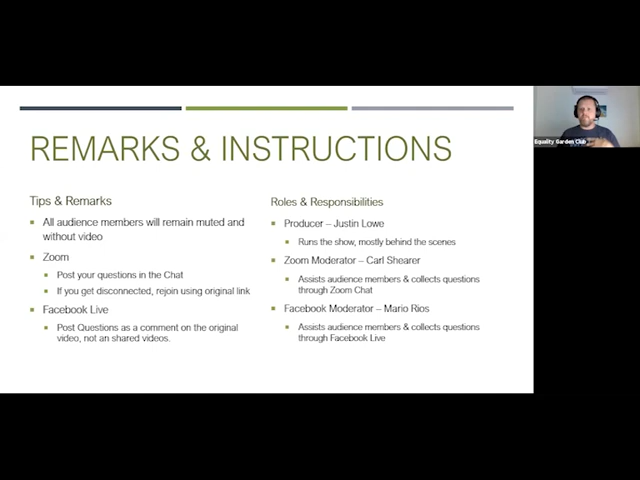 REMARKS & INSTRUCTIONS
Tips & Remarks
All audience members will remain muted and
without video
Zoom
Post your questions in the Chat
If you get disconnected, rejoin using original link
Facebook Live
Post Questions as a comment on the original
video, not an shared videos.
Roles & Responsibilities
Producer – Justin Lowe
Runs the show, mostly behind the scenes
Zoom Moderator – Carl Shearer
Assists audience members & collects questions
through Zoom Chat
Facebook Moderator – Mario Rios
Assists audience members & collects questions
through Facebook Live
Equality Garden Club